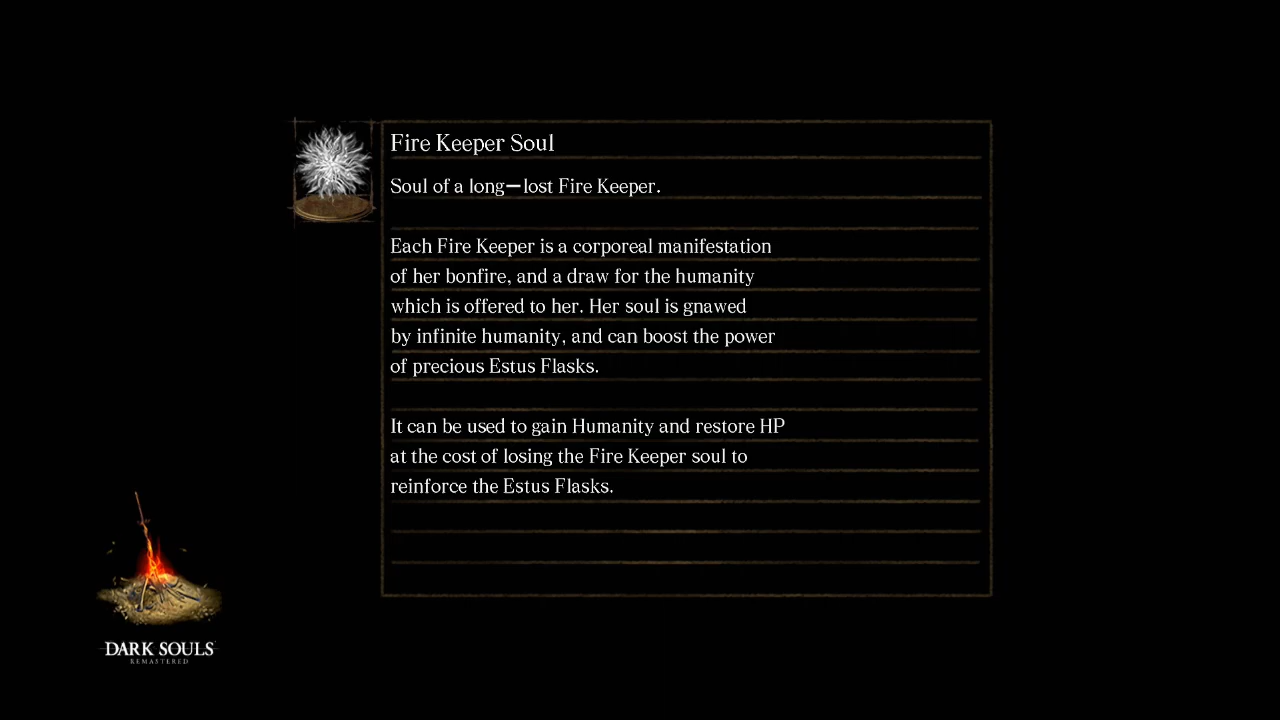 Fire Keeper Soul
Soul of a long—lost Fire Keeper.
Each Fire Keeper is a corporeal manifestation
of her bonfire, and a draw for the humanity
which is offered to her. Her soul is gnawed
by infinite humanity, and can boost the power
of precious Estus Flasks.
It can be used to gain Humanity and restore HP
at the cost of losing the Fire Keeper soul to
reinforce the Estus Flasks.
DARK SOULS
REMASTERED